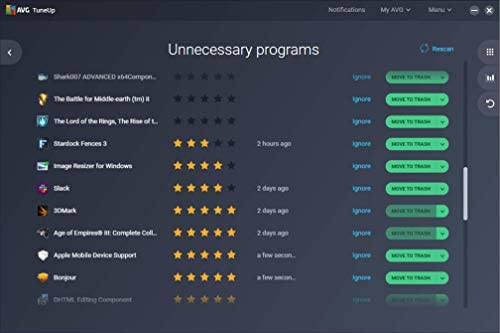 AVG TuneUp
Notifications My AVG Menu
Unnecessary programs
Rescan
Shark007 ADVANCED x64Compon... Ignore MOVE TO TRASH
The Battle for Middle-earth (tm) II Ignore MOVE TO TRASH
The Lord of the Rings, The Rise of t... Ignore MOVE TO TRASH
Stardock Fences 3 2 hours ago Ignore MOVE TO TRASH
Image Resizer for Windows Ignore MOVE TO TRASH
Slack 2 days ago Ignore MOVE TO TRASH
3DMark 2 days ago Ignore MOVE TO TRASH
Age of Empires® III: Complete Coll... 2 days ago Ignore MOVE TO TRASH
Apple Mobile Device Support a few secon... Ignore MOVE TO TRASH
Bonjour a few secon... Ignore MOVE TO TRASH
DHTML Editing Component Ignore MOVE TO TRASH